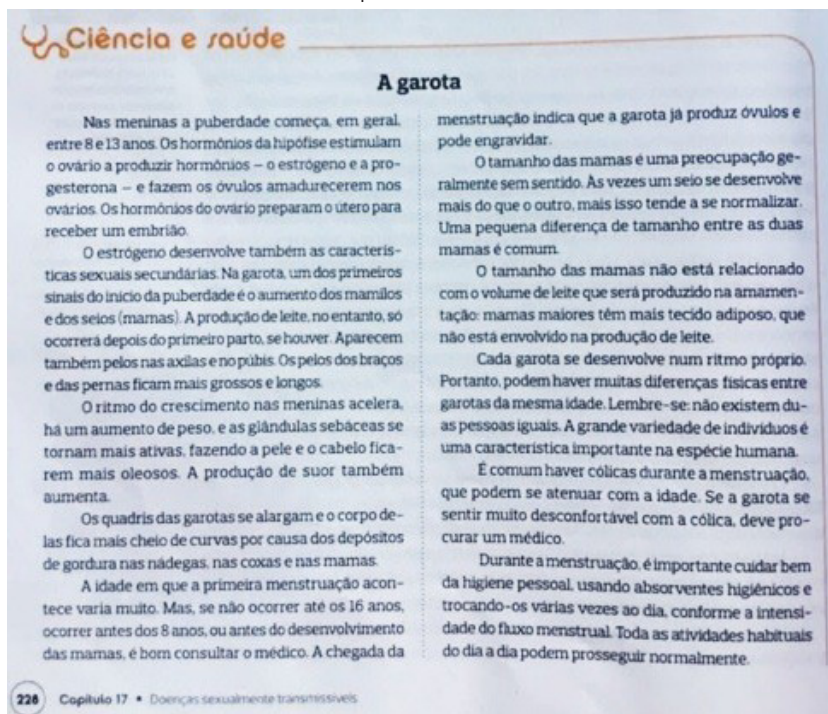 Ciência e saúde
A garota
Nas meninas a puberdade começa, em geral,
entre 8 e 13 anos. Os hormônios da hipófise estimulam
o ovário a produzir hormônios – o estrógeno e a pro-
gesterona – e fazem os óvulos amadurecerem nos
ovários. Os hormônios do ovário preparam o útero para
receber um embrião.
O estrógeno desenvolve também as caracterís-
ticas sexuais secundárias. Na garota, um dos primeiros
sinais do início da puberdade é o aumento dos mamilos
e dos seios (mamas). A produção de leite, no entanto, só
ocorrerá depois do primeiro parto, se houver. Aparecem
também pelos nas axilas e no púbis. Os pelos dos braços
e das pernas ficam mais grossos e longos.
O ritmo do crescimento nas meninas acelera,
há um aumento de peso, e as glândulas sebáceas se
tornam mais ativas, fazendo a pele e o cabelo fica-
rem mais oleosos. A produção de suor também
aumenta.
Os quadris das garotas se alargam e o corpo de-
las fica mais cheio de curvas por causa dos depósitos
de gordura nas nádegas, nas coxas e nas mamas.
A idade em que a primeira menstruação acon-
tece varia muito. Mas, se não ocorrer até os 16 anos,
ocorrer antes dos 8 anos, ou antes do desenvolvimento
das mamas, é bom consultar o médico. A chegada da
menstruação indica que a garota já produz óvulos e
pode engravidar.
O tamanho das mamas é uma preocupação ge-
ralmente sem sentido. Às vezes um seio se desenvolve
mais do que o outro, mais isso tende a se normalizar.
Uma pequena diferença de tamanho entre as duas
mamas é comum.
O tamanho das mamas não está relacionado
com o volume de leite que será produzido na amamen-
tação: mamas maiores têm mais tecido adiposo, que
não está envolvido na produção de leite.
Cada garota se desenvolve num ritmo próprio.
Portanto, podem haver muitas diferenças físicas entre
garotas da mesma idade. Lembre-se: não existem du-
as pessoas iguais. A grande variedade de indivíduos é
uma característica importante na espécie humana.
É comum haver cólicas durante a menstruação,
que podem se atenuar com a idade. Se a garota se
sentir muito desconfortável com a cólica, deve pro-
curar um médico.
Durante a menstruação, é importante cuidar bem
da higiene pessoal, usando absorventes higiênicos e
trocando-os várias vezes ao dia, conforme a intensi-
dade do fluxo menstrual. Toda as atividades habituais
do dia a dia podem prosseguir normalmente.
228 Capítulo 17 • Doenças sexualmente transmissíveis